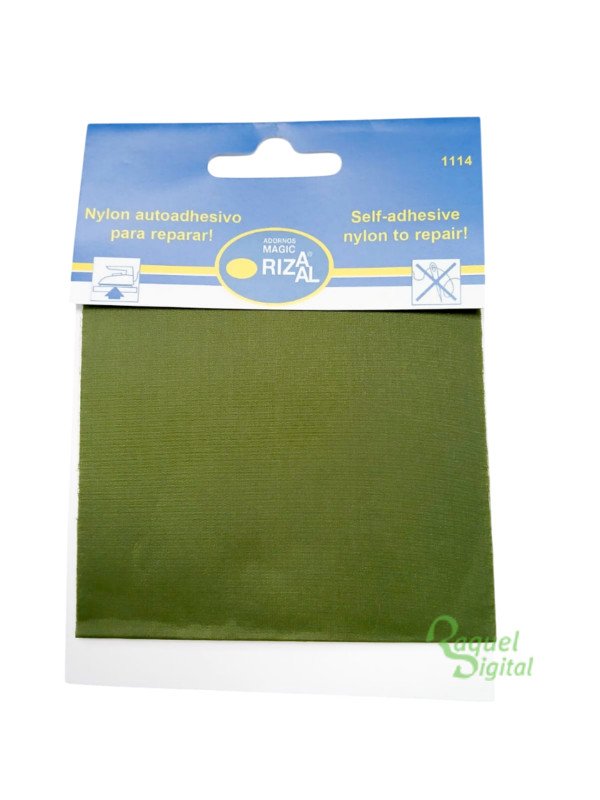 1114
Nylon autoadhesivo
para reparar!
Self-adhesive
nylon to repair!
ADORNOS
MAGIC
RIZAAL®
Raquel
Digital